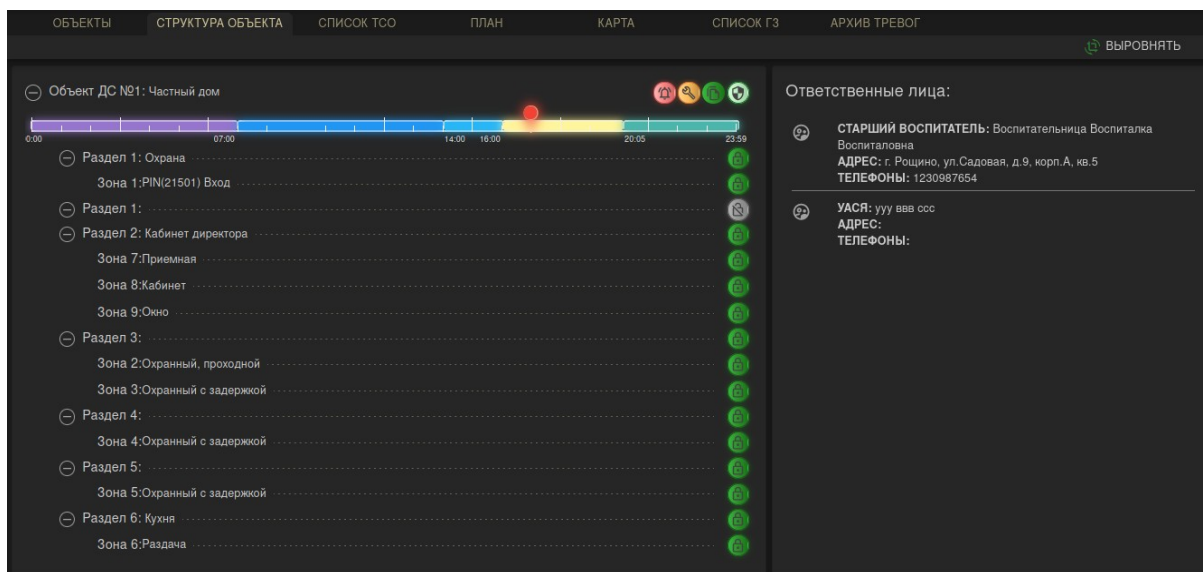 ОБЪЕКТЫ СТРУКТУРА ОБЪЕКТА СПИСОК ТСО ПЛАН КАРТА СПИСОК ГЗ АРХИВ ТРЕВОГ
ВЫРОВНЯТЬ
Объект ДС №1: Частный дом
0:00 07:00 14:00 16:00 20:05 23:59
Раздел 1: Охрана
Зона 1:PIN(21501) Вход
Раздел 1:
Раздел 2: Кабинет директора
Зона 7:Приемная
Зона 8:Кабинет
Зона 9:Окно
Раздел 3:
Зона 2:Охранный, проходной
Зона 3:Охранный с задержкой
Раздел 4:
Зона 4:Охранный с задержкой
Раздел 5:
Зона 5:Охранный с задержкой
Раздел 6: Кухня
Зона 6:Раздача
Ответственные лица:
СТАРШИЙ ВОСПИТАТЕЛЬ: Воспитательница Воспиталка
Воспиталовна
АДРЕС: г. Рощино, ул.Садовая, д.9, корп.А, кв.5
ТЕЛЕФОНЫ: 1230987654
УАСЯ: ууу ввв ссс
АДРЕС:
ТЕЛЕФОНЫ: